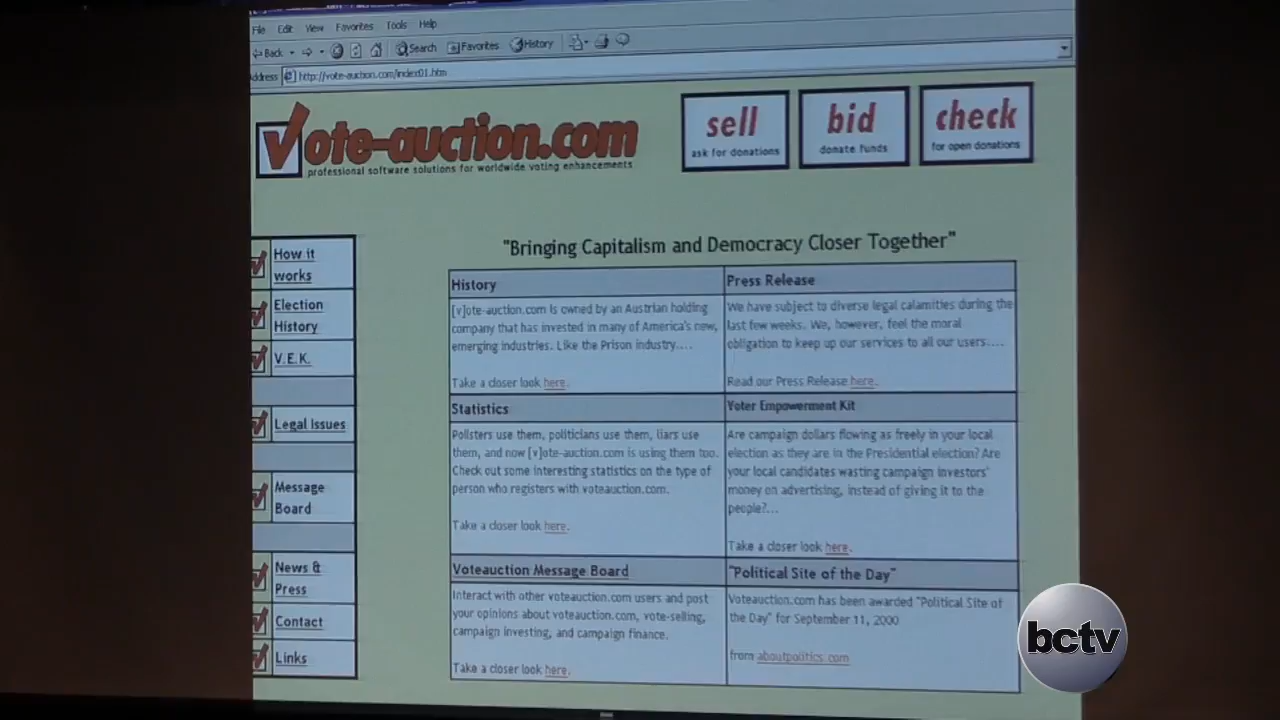 File Edit View Favorites Tools Help
Back Search Favorites History
Address http://vote-auction.com/index01.htm
vote-auction.com
professional software solutions for worldwide voting enhancements
sell
ask for donations
bid
donate funds
check
for open donations
How it
works
Election
History
V.E.K.
Legal Issues
Message
Board
News &
Press
Contact
Links
"Bringing Capitalism and Democracy Closer Together"
History
[v]ote-auction.com is owned by an Austrian holding
company that has invested in many of America's new,
emerging industries. Like the Prison industry....
Take a closer look here.
Press Release
We have subject to diverse legal calamities during the
last few weeks. We, however, feel the moral
obligation to keep up our services to all our users....
Read our Press Release here.
Statistics
Pollsters use them, politicians use them, liars use
them, and now [v]ote-auction.com is using them too.
Check out some interesting statistics on the type of
person who registers with voteauction.com.
Take a closer look here.
Voter Empowerment Kit
Are campaign dollars flowing as freely in your local
election as they are in the Presidential election? Are
your local candidates wasting campaign investors'
money on advertising, instead of giving it to the
people?...
Take a closer look here.
Voteauction Message Board
Interact with other voteauction.com users and post
your opinions about voteauction.com, vote-selling,
campaign investing, and campaign finance.
Take a closer look here.
"Political Site of the Day"
Voteauction.com has been awarded "Political Site of
the Day" for September 11, 2000
from aboutpolitics.com
bctv